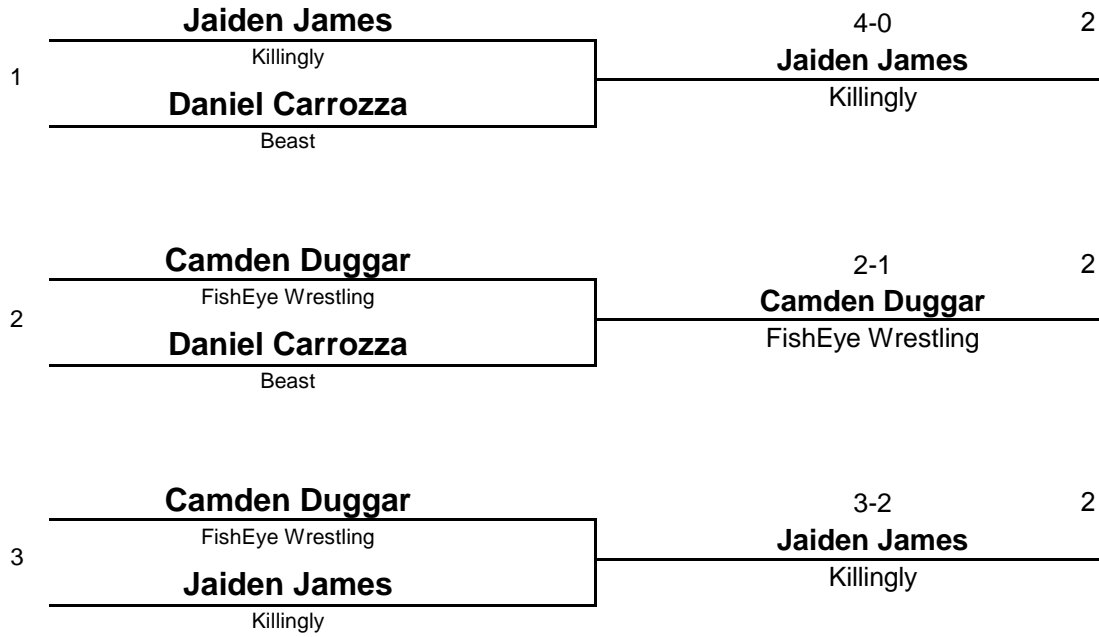 Jaiden James
4-0
2
Killingly
Jaiden James
1
Killingly
Daniel Carrozza
Beast
Camden Duggar
2-1
2
FishEye Wrestling
Camden Duggar
2
FishEye Wrestling
Daniel Carrozza
Beast
Camden Duggar
3-2
2
FishEye Wrestling
Jaiden James
3
Killingly
Jaiden James
Killingly